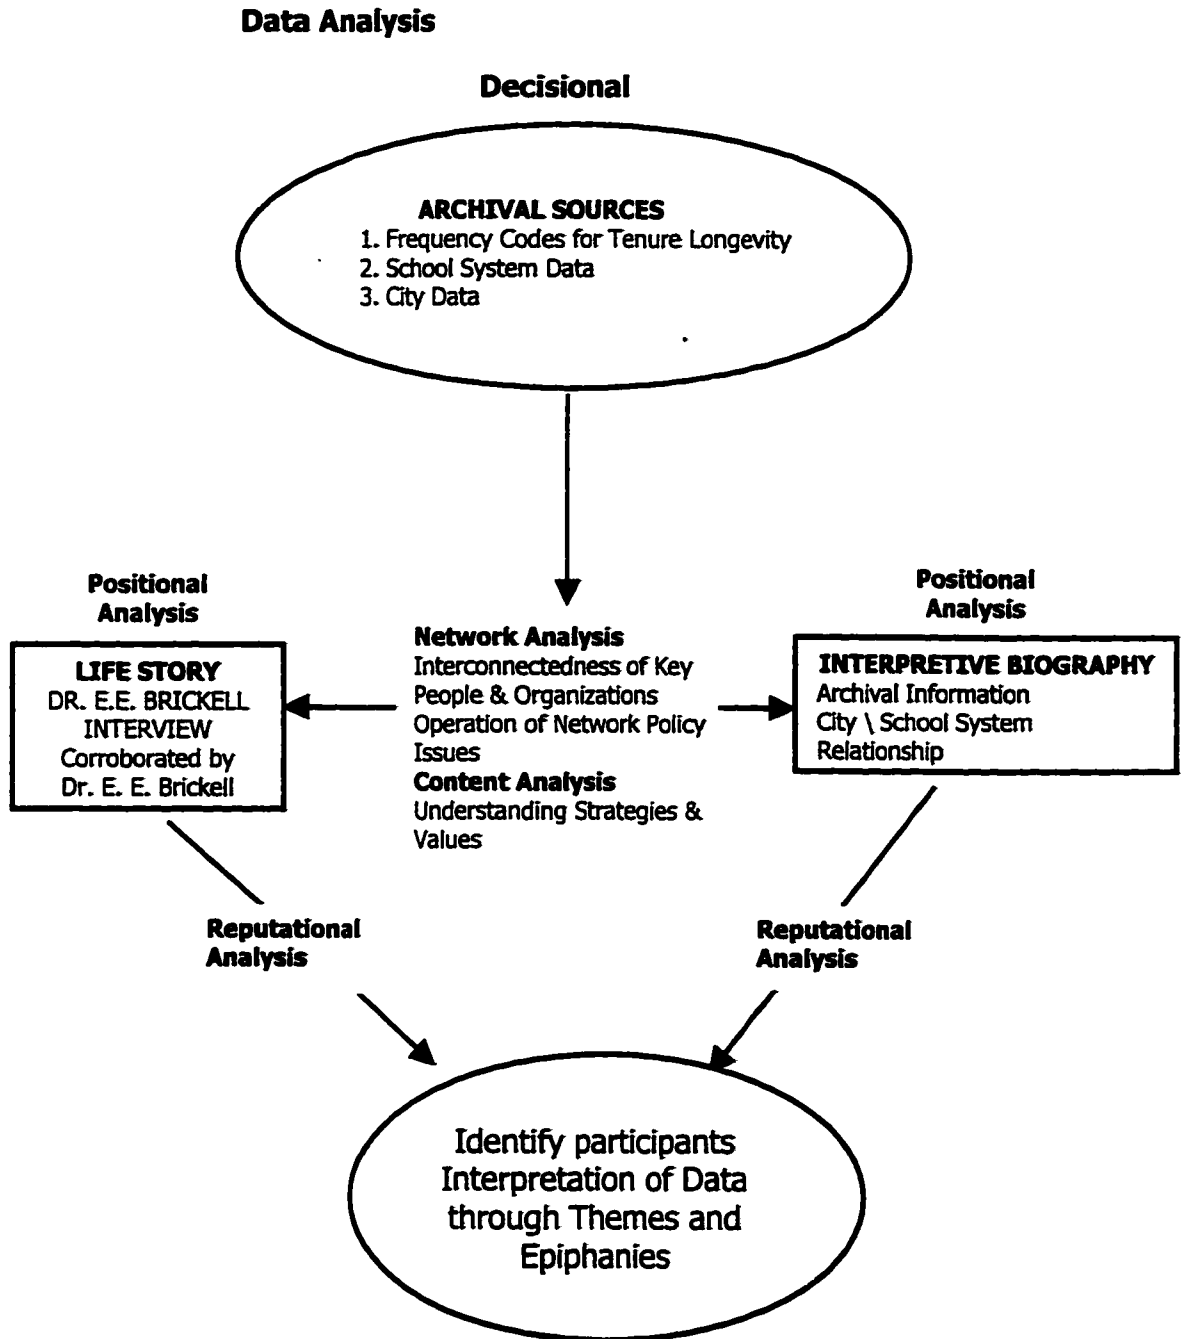 Data Analysis
Decisional
ARCHIVAL SOURCES
1. Frequency Codes for Tenure Longevity
2. School System Data
3. City Data
Positional
Analysis
LIFE STORY
DR. E.E. BRICKELL
INTERVIEW
Corroborated by
Dr. E. E. Brickell
Network Analysis
Interconnectedness of Key
People & Organizations
Operation of Network Policy
Issues
Content Analysis
Understanding Strategies &
Values
Positional
Analysis
INTERPRETIVE BIOGRAPHY
Archival Information
City \ School System
Relationship
Reputational
Analysis
Reputational
Analysis
Identify participants
Interpretation of Data
through Themes and
Epiphanies